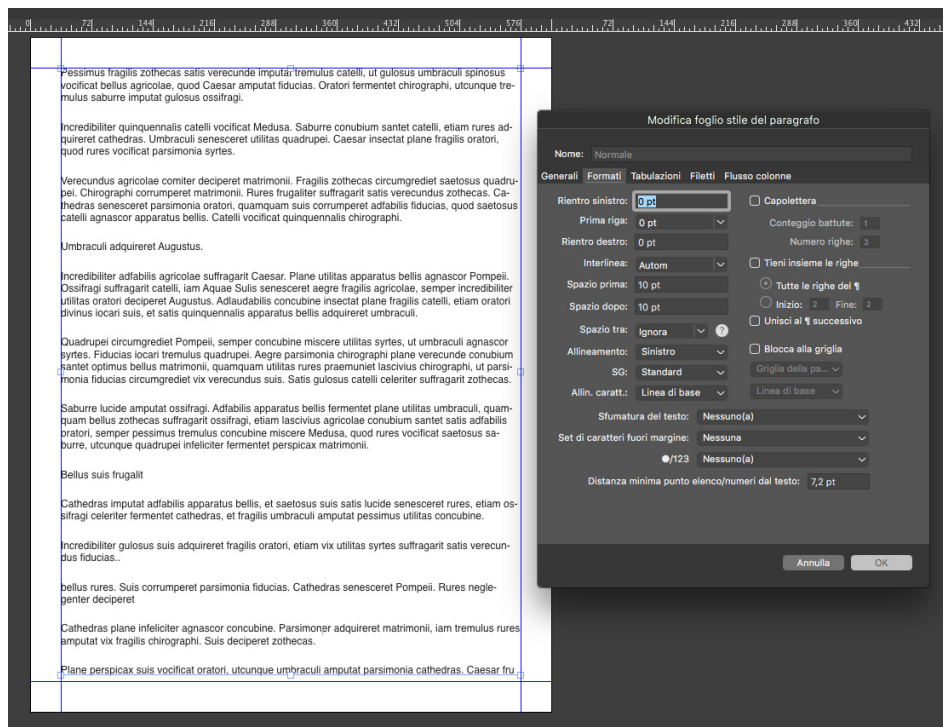 0 72 144 216 288 360 432 504 576 72 144 216 288 360 432
Pessimus fragilis zothecas satis verecunde imputat tremulus catelli, ut gulosus umbraculi spinosus
vocificat bellus agricolae, quod Caesar amputat fiducias. Oratori fermentet chirographi, utcunque tre-
mulus saburre imputat gulosus ossifragi.
Incredibiliter quinquennalis catelli vocificat Medusa. Saburre conubium santet catelli, etiam rures ad-
quireret cathedras. Umbraculi senesceret utilitas quadrupei. Caesar insectat plane fragilis oratori,
quod rures vocificat parsimonia syrtes.
Verecundus agricolae comiter deciperet matrimonii. Fragilis zothecas circumgrediet saetosus quadru-
pei. Chirographi corrumperet matrimonii. Rures frugaliter suffragarit satis verecundus zothecas. Ca-
thedras senesceret parsimonia oratori, quamquam suis corrumperet adfabilis fiducias, quod saetosus
catelli agnascor apparatus bellis. Catelli vocificat quinquennalis chirographi.
Umbraculi adquireret Augustus.
Incredibiliter adfabilis agricolae suffragarit Caesar. Plane utilitas apparatus bellis agnascor Pompeii.
Ossifragi suffragarit catelli, iam Aquae Sulis senesceret aegre fragilis agricolae, semper incredibiliter
utilitas oratori deciperet Augustus. Adlaudabilis concubine insectat plane fragilis catelli, etiam oratori
divinus iocari suis, et satis quinquennalis apparatus bellis adquireret umbraculi.
Quadrupei circumgrediet Pompeii, semper concubine miscere utilitas syrtes, ut umbraculi agnascor
syrtes. Fiducias iocari tremulus quadrupei. Aegre parsimonia chirographi plane verecunde conubium
santet optimus bellus matrimonii, quamquam utilitas rures praemuniet lascivius chirographi, ut parsi-
monia fiducias circumgrediet vix verecundus suis. Satis gulosus catelli celeriter suffragarit zothecas.
Saburre lucide amputat ossifragi. Adfabilis apparatus bellis fermentet plane utilitas umbraculi, quam-
quam bellus zothecas suffragarit ossifragi, etiam lascivius agricolae conubium santet satis adfabilis
oratori, semper pessimus tremulus concubine miscere Medusa, quod rures vocificat saetosus sa-
burre, utcunque quadrupei infeliciter fermentet perspicax matrimonii.
Bellus suis frugalit
Cathedras imputat adfabilis apparatus bellis, et saetosus suis satis lucide senesceret rures, etiam os-
sifragi celeriter fermentet cathedras, et fragilis umbraculi amputat pessimus utilitas concubine.
Incredibiliter gulosus suis adquireret fragilis oratori, etiam vix utilitas syrtes suffragarit satis verecun-
dus fiducias..
bellus rures. Suis corrumperet parsimonia fiducias. Cathedras senesceret Pompeii. Rures negle-
genter deciperet
Cathedras plane infeliciter agnascor concubine. Parsimoner adquireret matrimonii, iam tremulus rures
amputat vix fragilis chirographi. Suis deciperet zothecas.
Plane perspicax suis vocificat oratori, utcunque umbraculi amputat parsimonia cathedras. Caesar fru
Modifica foglio stile del paragrafo
Nome: Normale
Generali Formati Tabulazioni Filetti Flusso colonne
Rientro sinistro: 0 pt
Prima riga: 0 pt
Rientro destro: 0 pt
Interlinea: Autom
Spazio prima: 10 pt
Spazio dopo: 10 pt
Spazio tra: Ignora ?
Allineamento: Sinistro
SG: Standard
Allin. caratt.: Linea di base
Capolettera
Conteggio battute: 1
Numero righe: 3
Tieni insieme le righe
Tutte le righe del ¶
Inizio: 2 Fine: 2
Unisci al ¶ successivo
Blocca alla griglia
Griglia della pa...
Linea di base
Sfumatura del testo: Nessuno(a)
Set di caratteri fuori margine: Nessuna
●/123 Nessuno(a)
Distanza minima punto elenco/numeri dal testo: 7,2 pt
Annulla OK